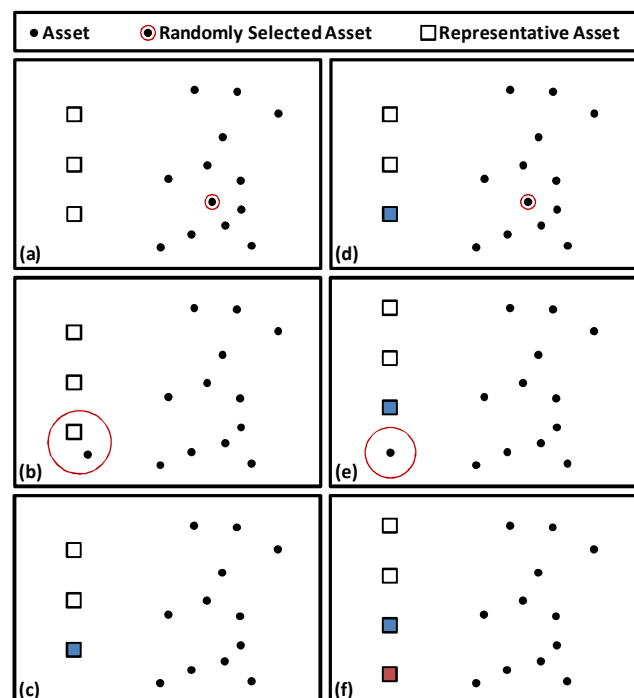 Asset Randomly Selected Asset Representative Asset
(a) (d)
(b) (e)
(c) (f)